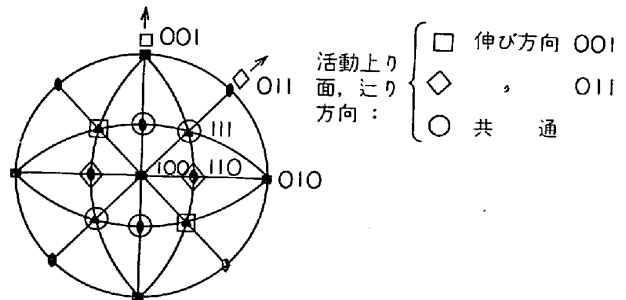 001
011
111
100 110
010
活動上り
面，辷り
方向：
□ 伸び方向 001
◇ 〃 011
○ 共通